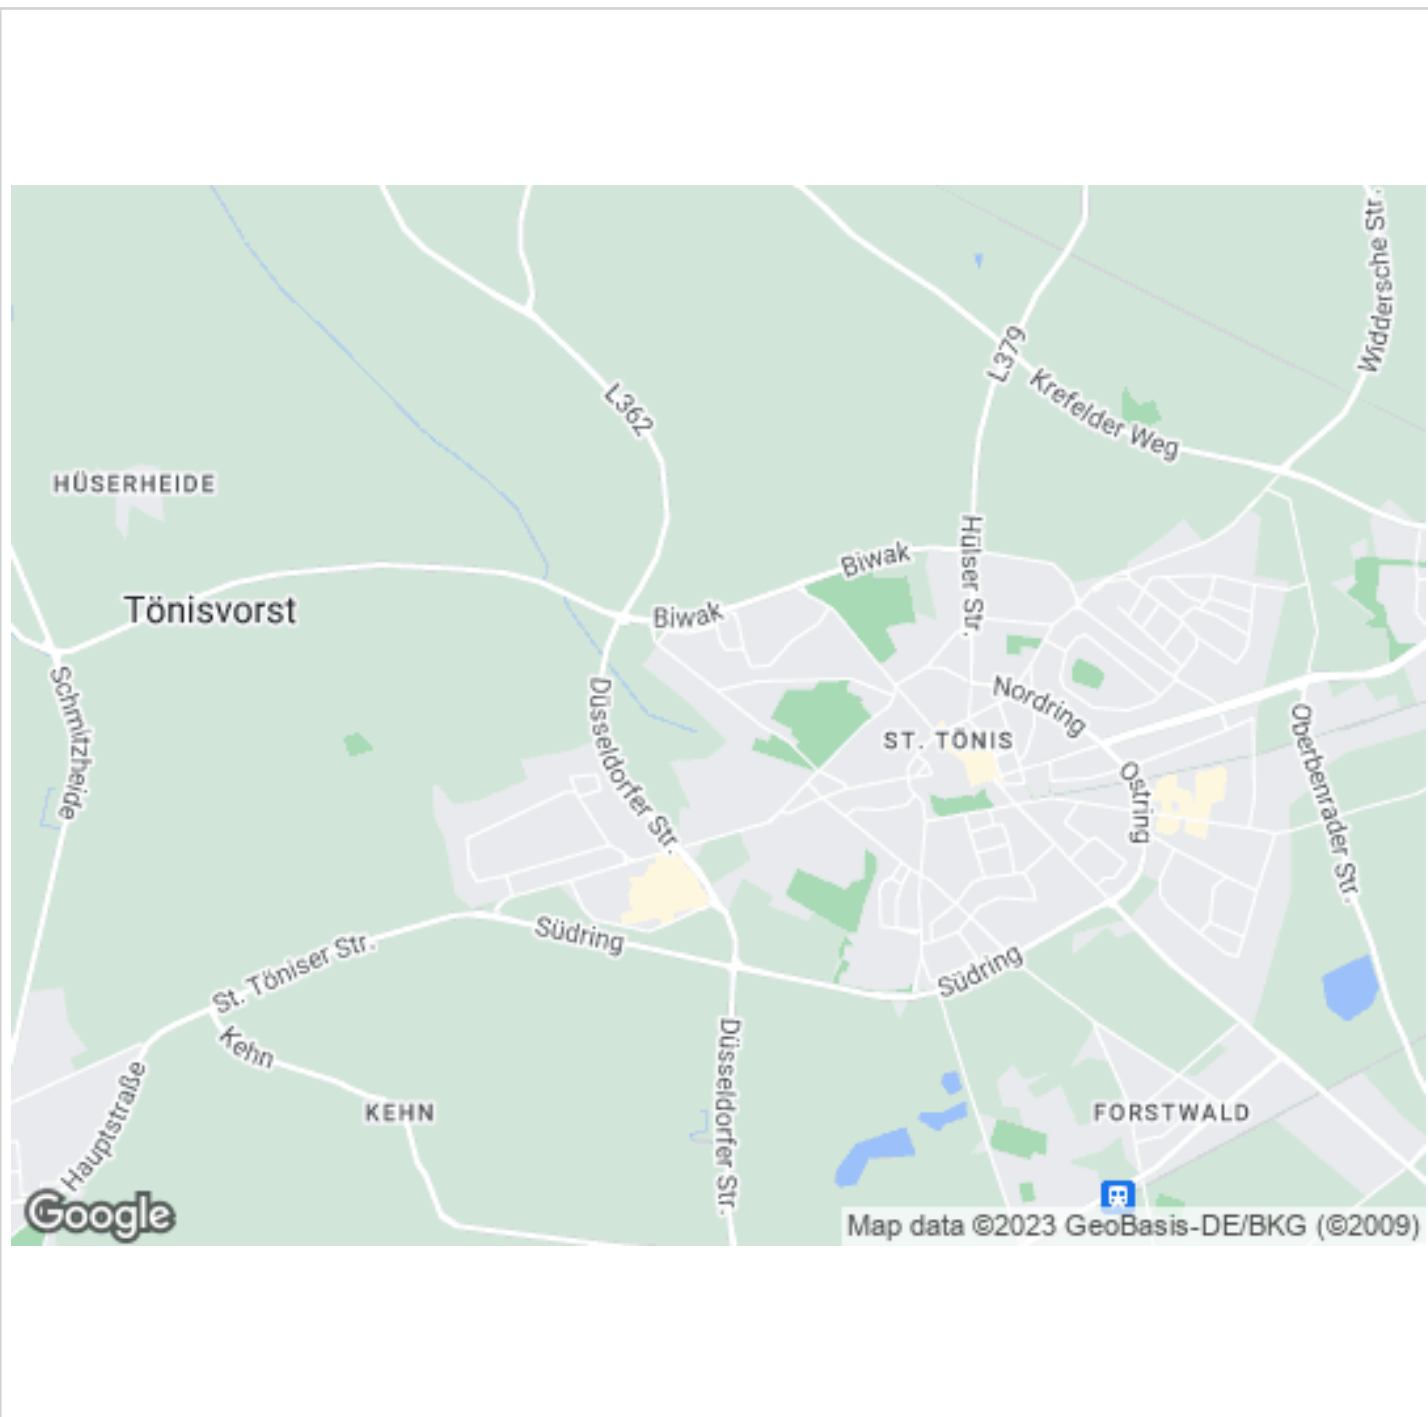 Widdersche Str.
L379
L362
Krefelder Weg
HÜSERHEIDE
Biwak
Hülser Str.
Tönisvorst
Biwak
Schmitzheide
Düsseldorfer Str.
Nordring
ST. TÖNIS
Ostring
Oberbenrader Str.
Südring
St. Töniser Str.
Südring
Kehn
Düsseldorfer Str.
Hauptstraße
KEHN
FORSTWALD
Google
Map data ©2023 GeoBasis-DE/BKG (©2009)